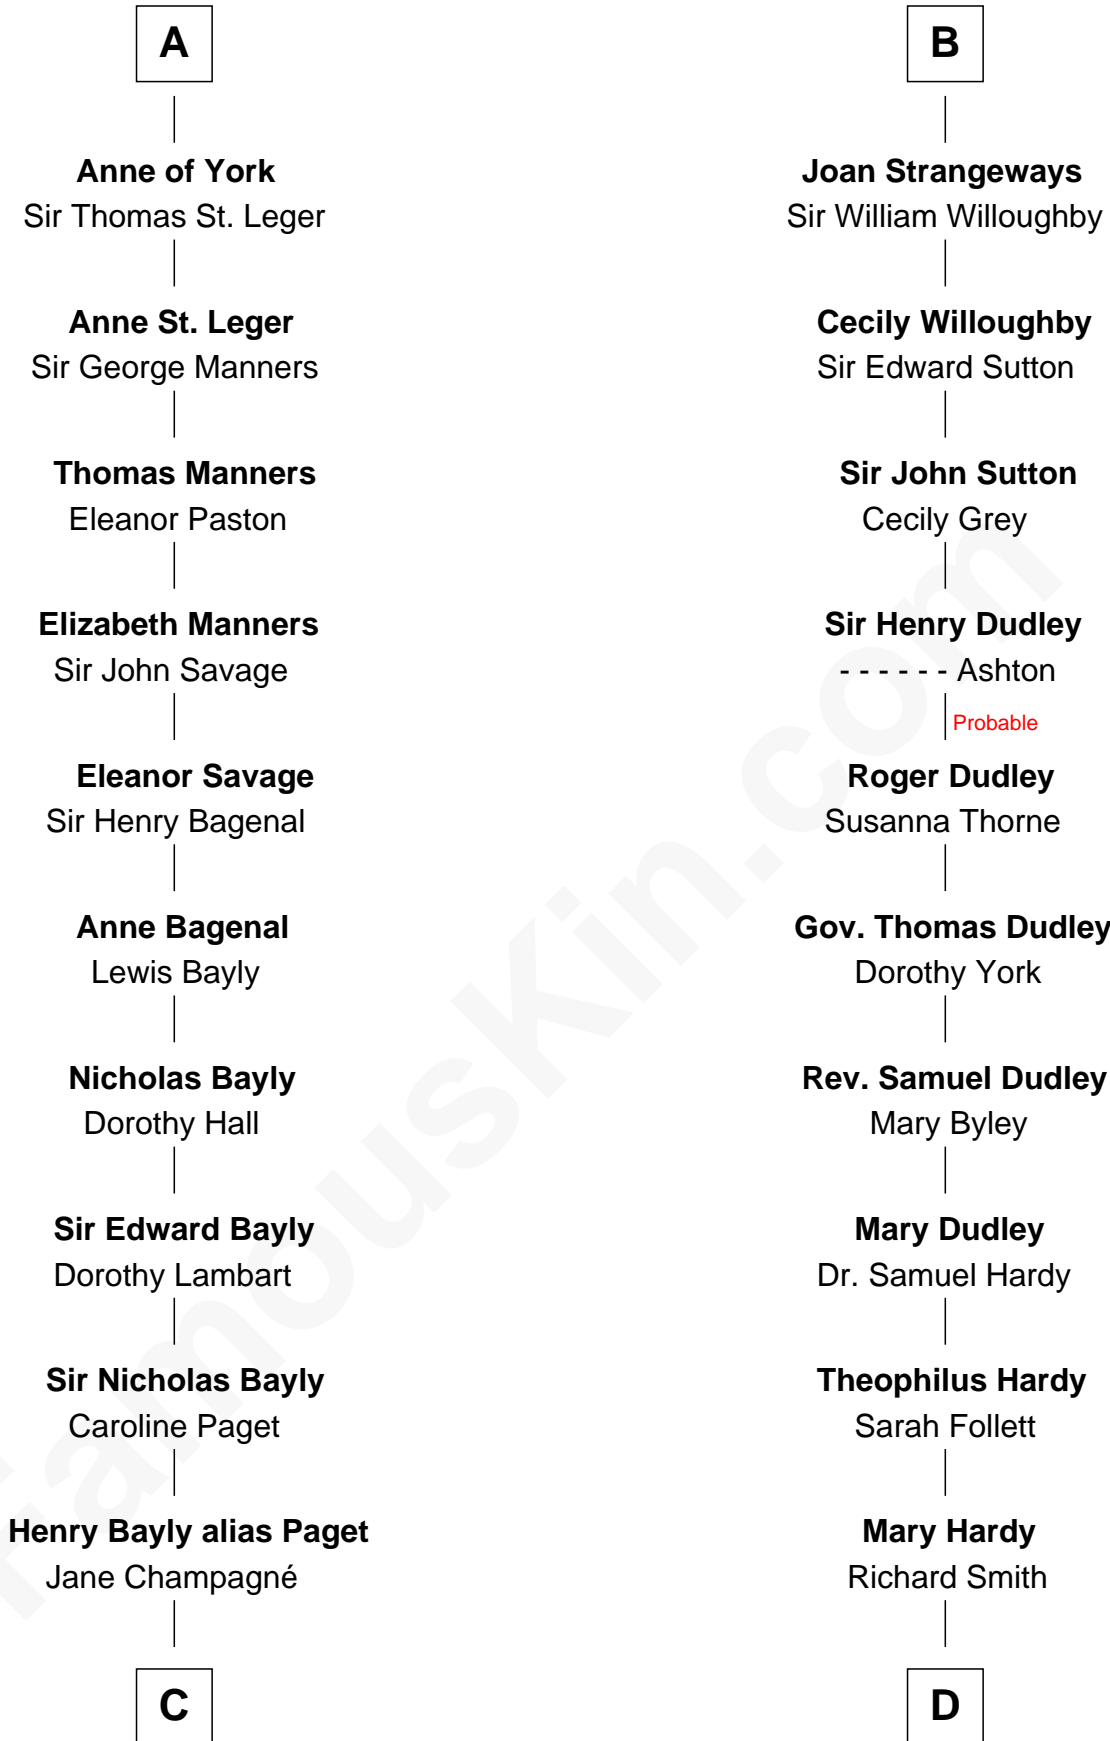 A
Anne of York
Sir Thomas St. Leger
Anne St. Leger
Sir George Manners
Thomas Manners
Eleanor Paston
Elizabeth Manners
Sir John Savage
Eleanor Savage
Sir Henry Bagenal
Anne Bagenal
Lewis Bayly
Nicholas Bayly
Dorothy Hall
Sir Edward Bayly
Dorothy Lambart
Sir Nicholas Bayly
Caroline Paget
Henry Bayly alias Paget
Jane Champagné
C
B
Joan Strangeways
Sir William Willoughby
Cecily Willoughby
Sir Edward Sutton
Sir John Sutton
Cecily Grey
Sir Henry Dudley
- - - - - - Ashton
Probable
Roger Dudley
Susanna Thorne
Gov. Thomas Dudley
Dorothy York
Rev. Samuel Dudley
Mary Byley
Mary Dudley
Dr. Samuel Hardy
Theophilus Hardy
Sarah Follett
Mary Hardy
Richard Smith
D
FamousKin.com